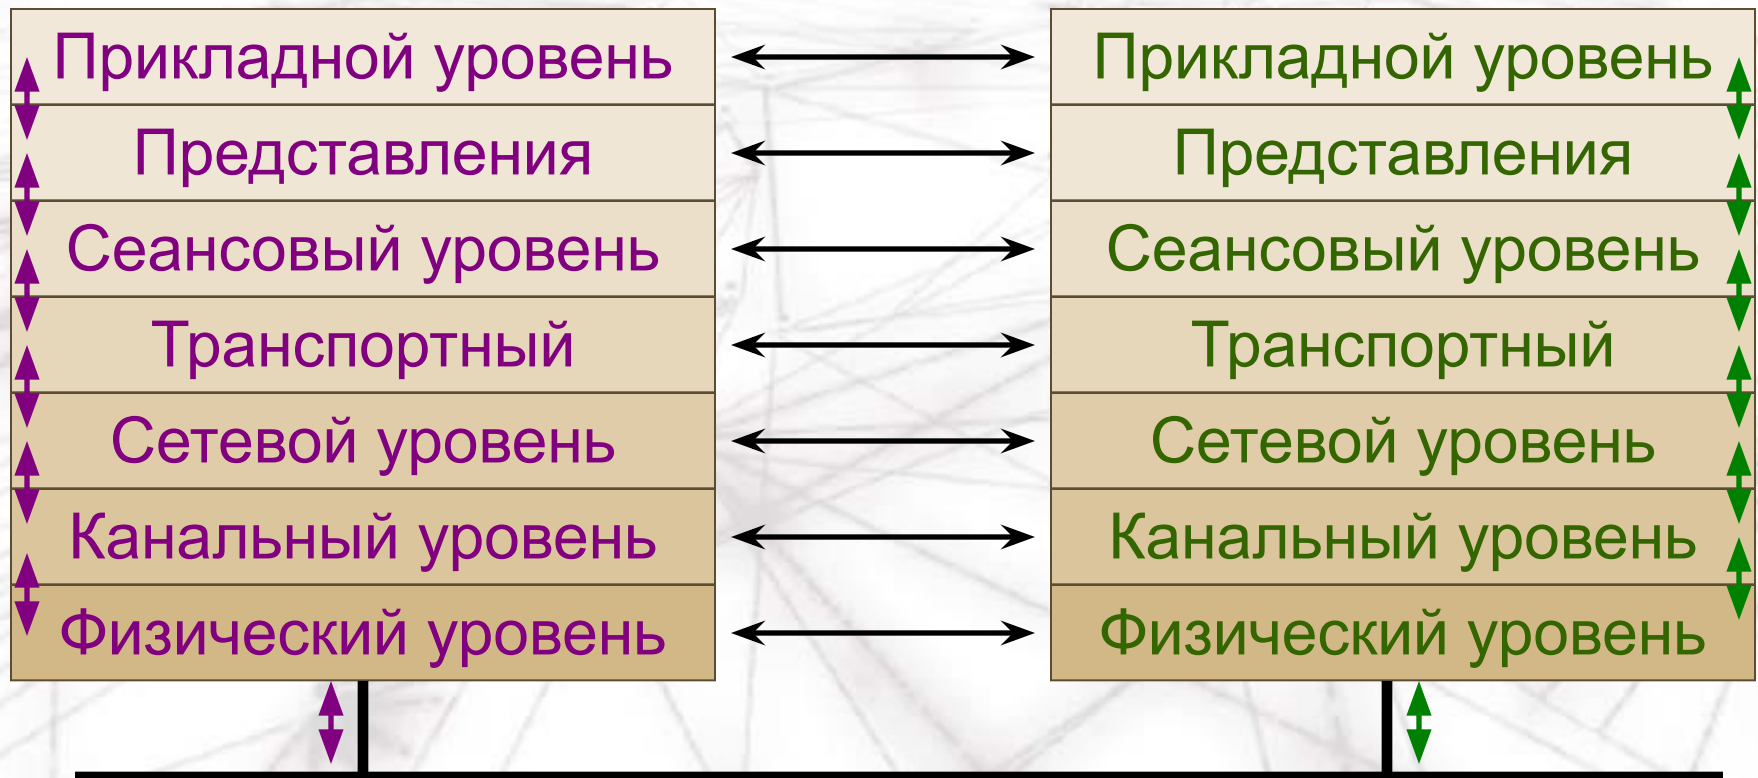 Прикладной уровень
Представления
Сеансовый уровень
Транспортный
Сетевой уровень
Канальный уровень
Физический уровень
Прикладной уровень
Представления
Сеансовый уровень
Транспортный
Сетевой уровень
Канальный уровень
Физический уровень